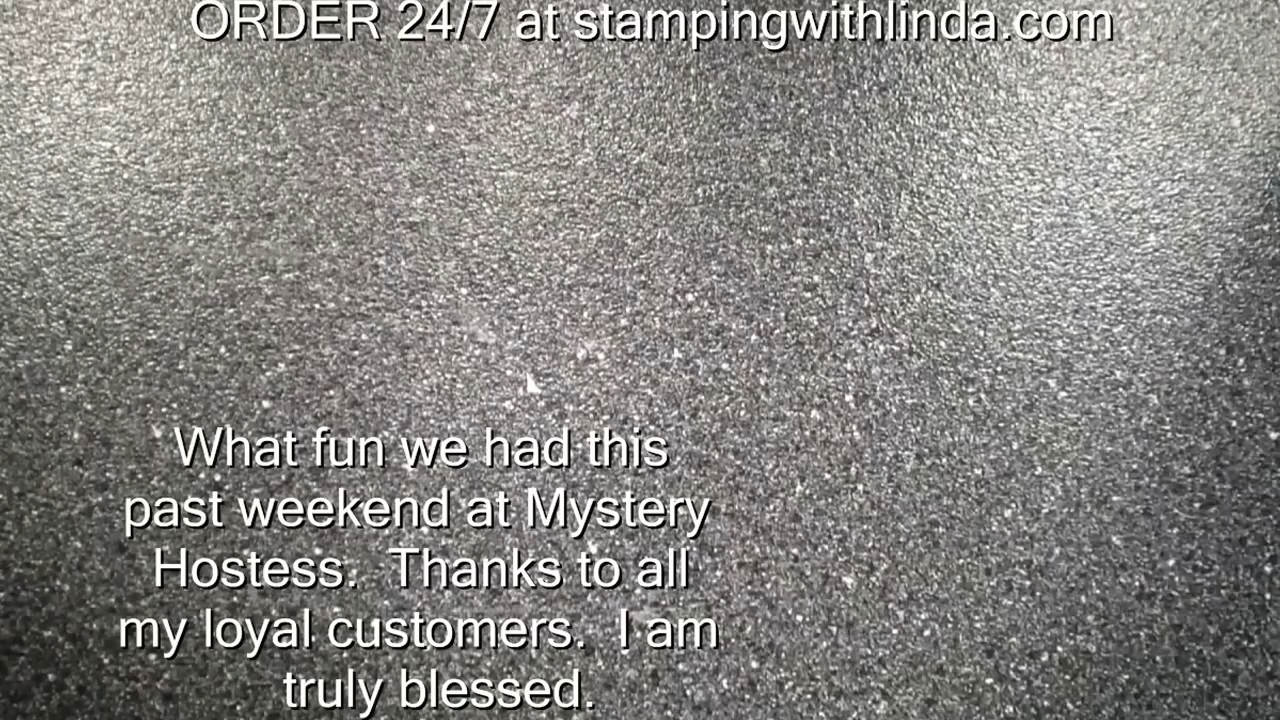 ORDER 24/7 at stampingwithlinda.com
What fun we had this
past weekend at Mystery
Hostess.  Thanks to all
my loyal customers.  I am
truly blessed.